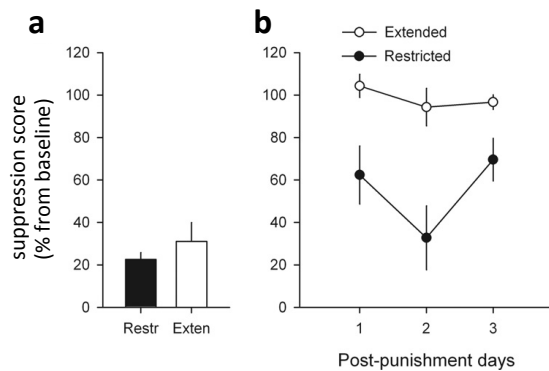 a
b
Extended
Restricted
suppression score
(% from baseline)
120
100
80
60
40
20
0
Restr Exten
120
100
80
60
40
20
0
1 2 3
Post-punishment days